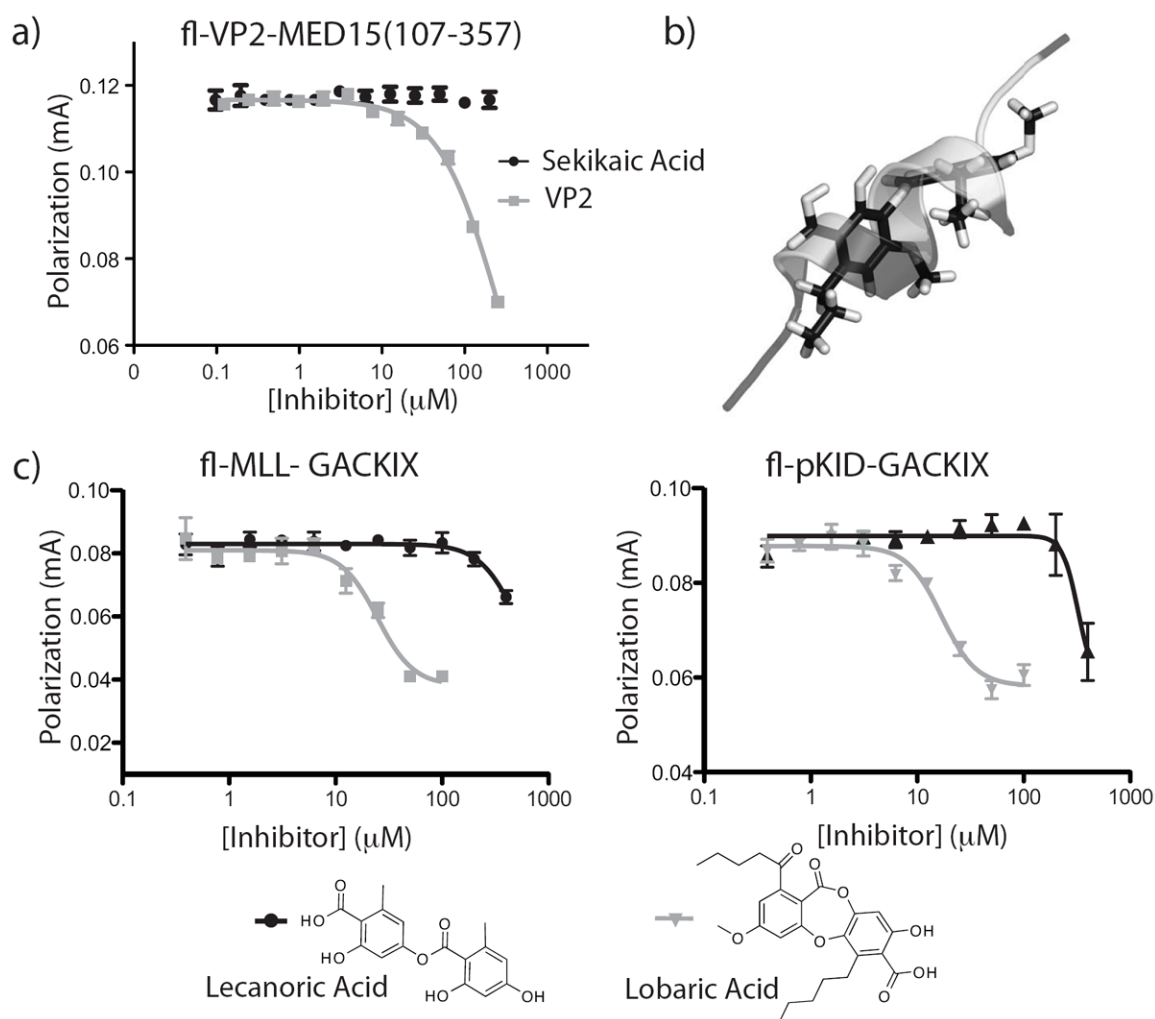 a)
fl-VP2-MED15(107-357)
Polarization (mA)
0.12
0.10
0.08
0.06
0
0.1
1
10
100
1000
[Inhibitor] (μM)
Sekikaic Acid
VP2
b)
c)
fl-MLL- GACKIX
Polarization (mA)
0.10
0.08
0.06
0.04
0.02
0.1
1
10
100
1000
[Inhibitor] (μM)
fl-pKID-GACKIX
Polarization (mA)
0.10
0.08
0.06
0.04
0.1
1
10
100
1000
[Inhibitor] (μM)
O
HO
O
HO
O
HO
OH
Lecanoric Acid
O
O
O
O
O
OH
OH
O
Lobaric Acid